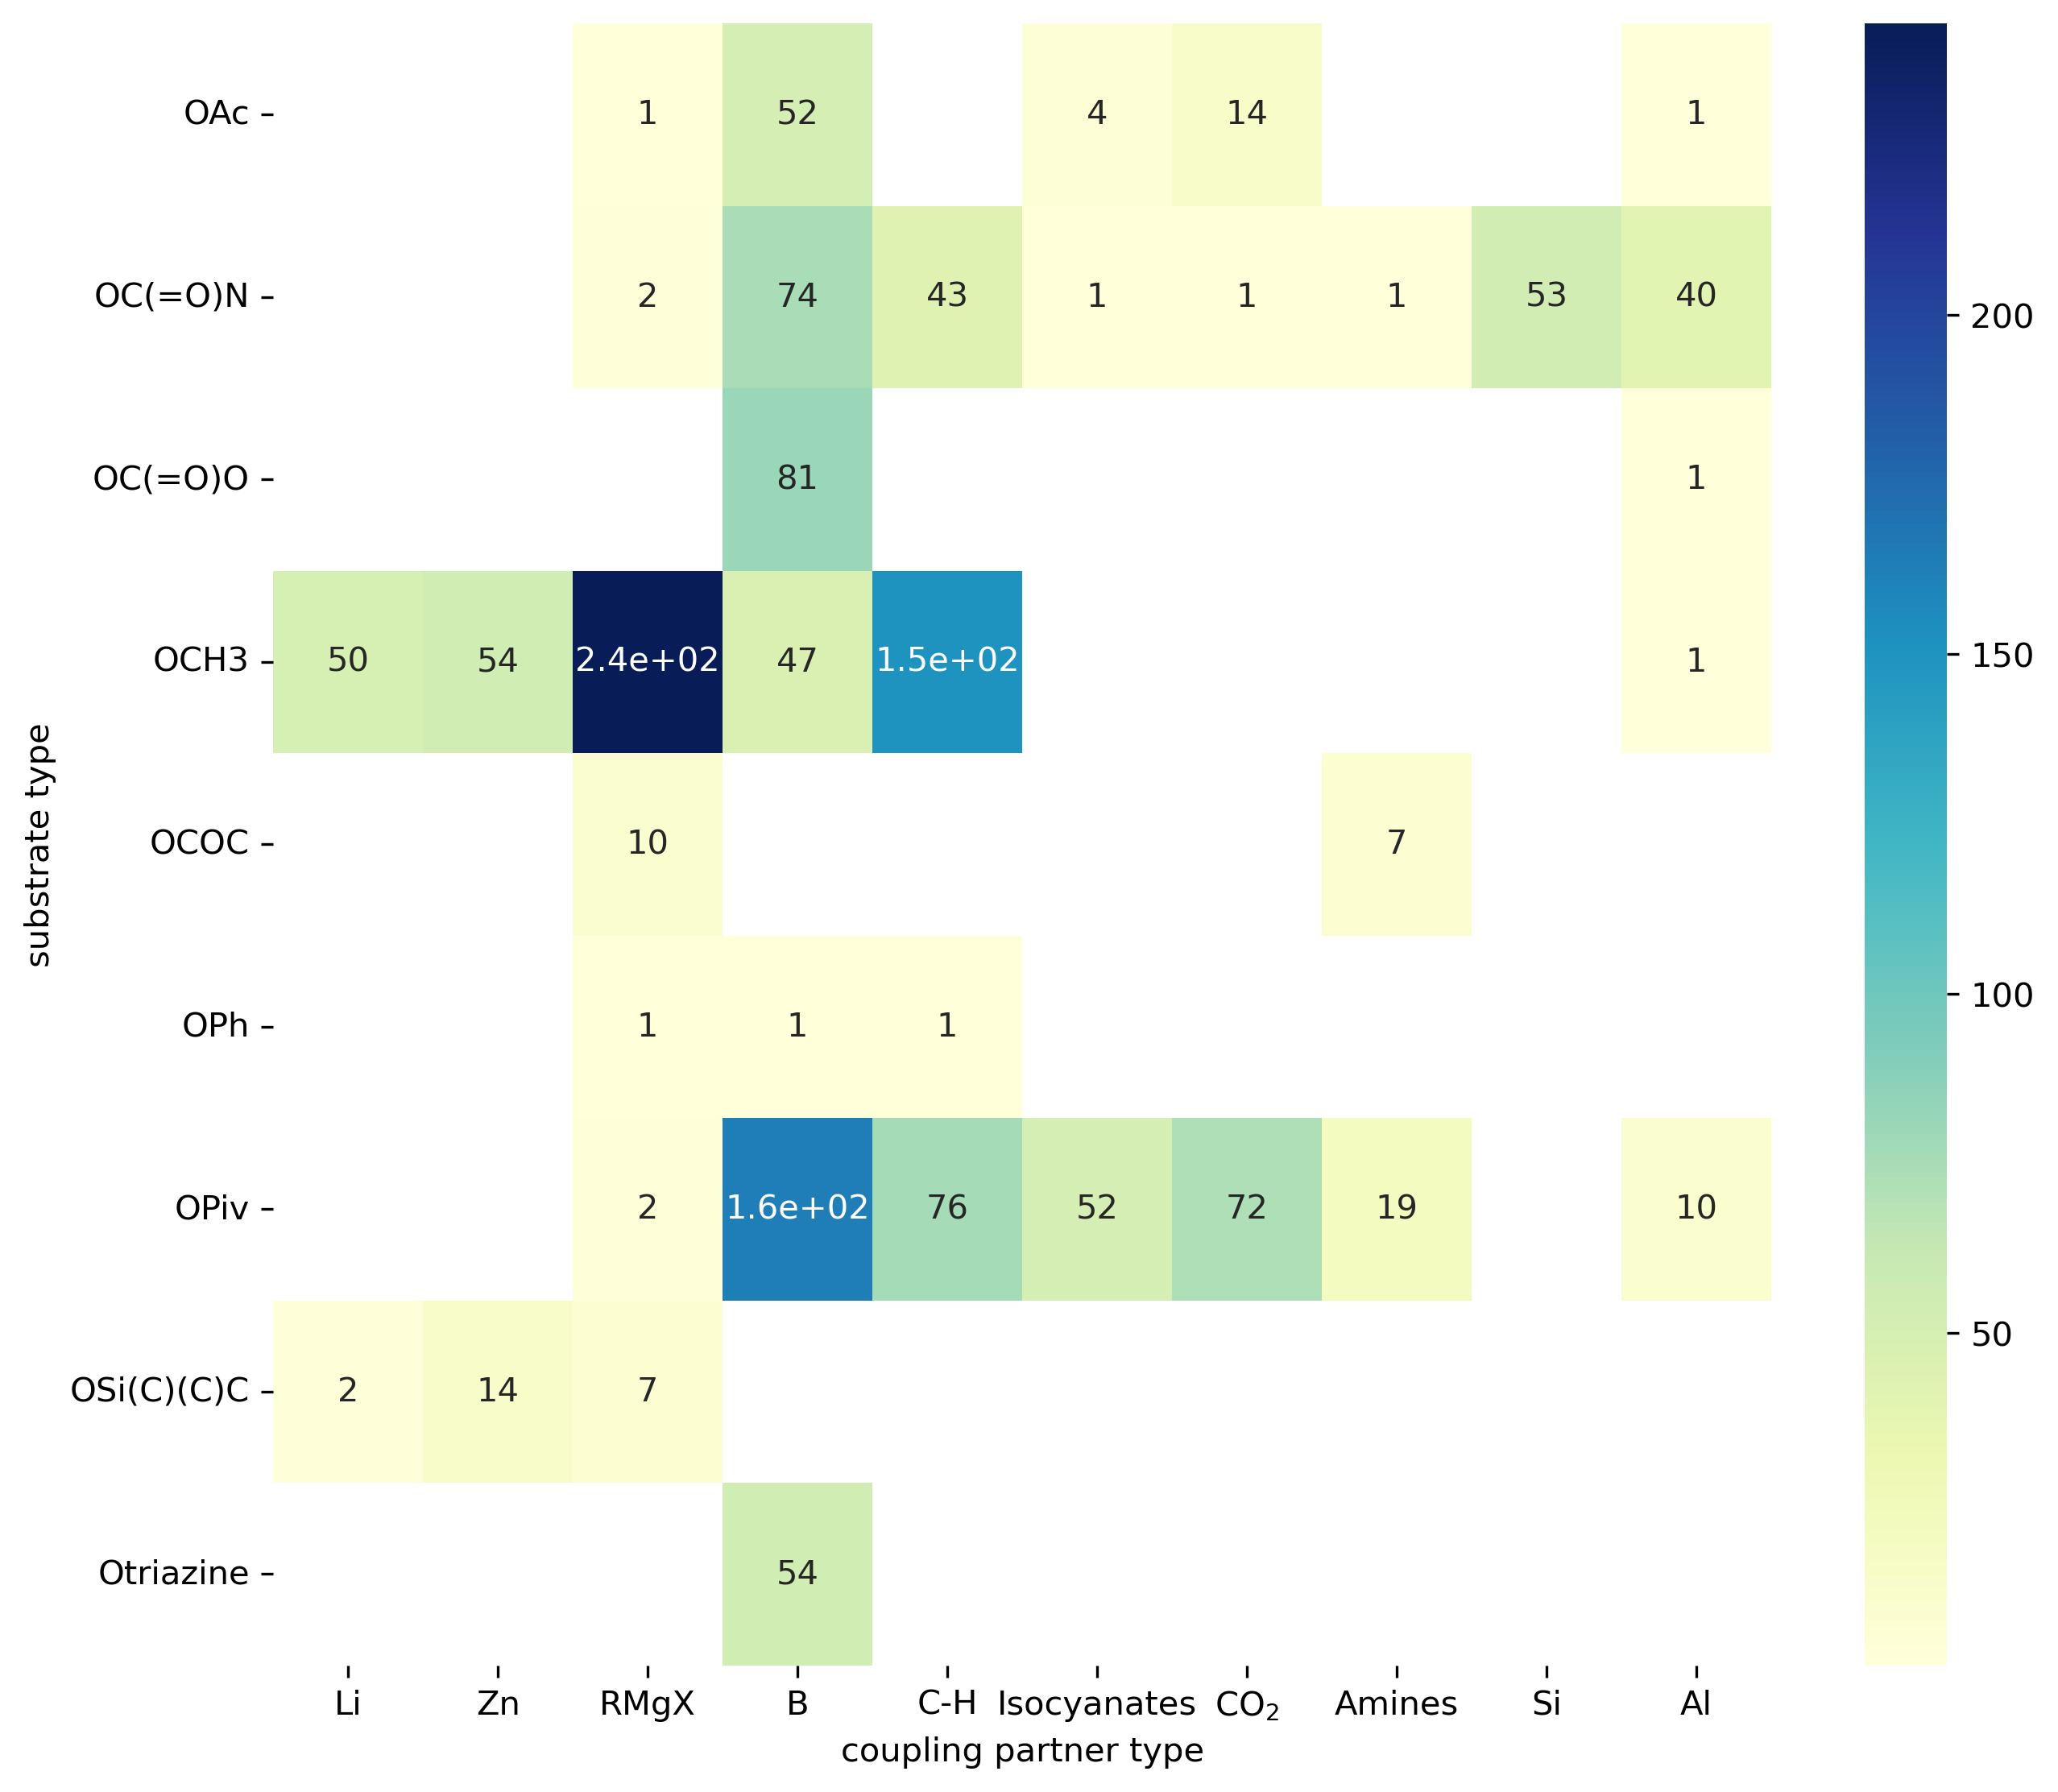 OAc 1 52 4 14 1
OC(=O)N 2 74 43 1 1 1 53 40
OC(=O)O 81 1
OCH3 50 54 2.4e+02 47 1.5e+02 1
OCOC 10 7
OPh 1 1 1
OPiv 2 1.6e+02 76 52 72 19 10
OSi(C)(C)C 2 14 7
Otriazine 54
Li Zn RMgX B C-H Isocyanates CO₂ Amines Si Al
coupling partner type
substrate type
200
150
100
50